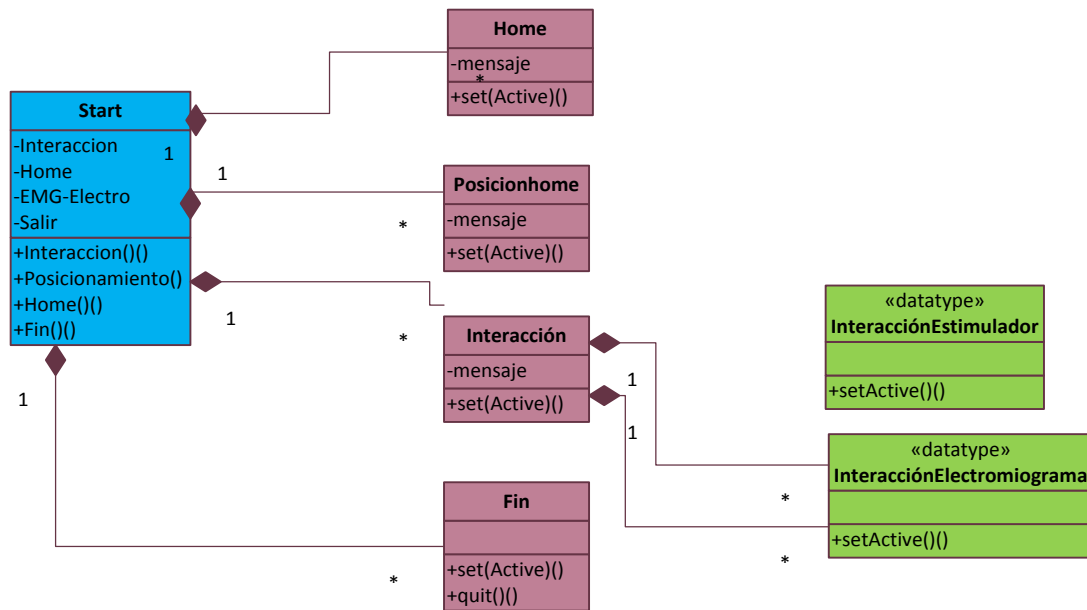 Home
-mensaje
*
+set(Active)()
Start
-Interaccion
-Home
-EMG-Electro
-Salir
+Interaccion()()
+Posicionamiento()
+Home()()
+Fin()()
1
1
Posicionhome
-mensaje
+set(Active)()
*
1
*
Interacción
-mensaje
+set(Active)()
1
1
«datatype»
InteracciónEstimulador
+setActive()()
«datatype»
InteracciónElectromiograma
+setActive()()
*
*
1
Fin
+set(Active)()
+quit()()
*